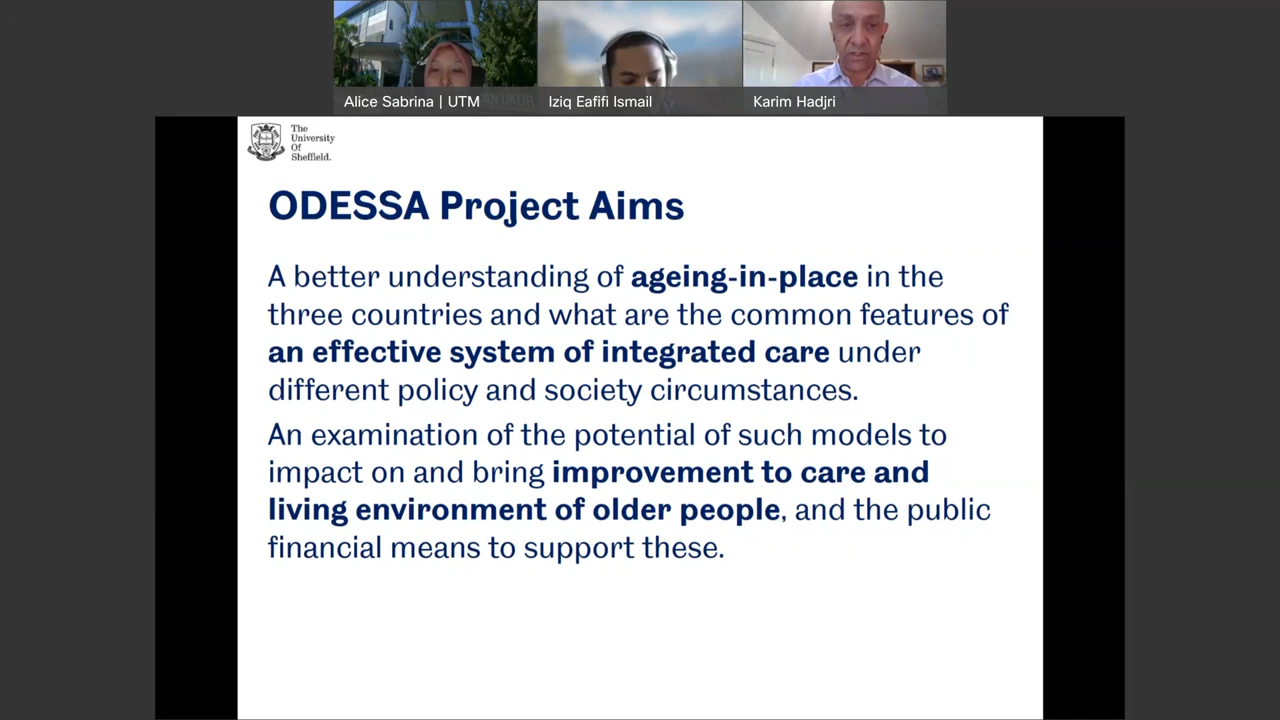 Alice Sabrina | UTM
Iziq Eafifi Ismail
Karim Hadjri
The
University
Of
Sheffield.
ODESSA Project Aims
A better understanding of ageing-in-place in the
three countries and what are the common features of
an effective system of integrated care under
different policy and society circumstances.
An examination of the potential of such models to
impact on and bring improvement to care and
living environment of older people, and the public
financial means to support these.